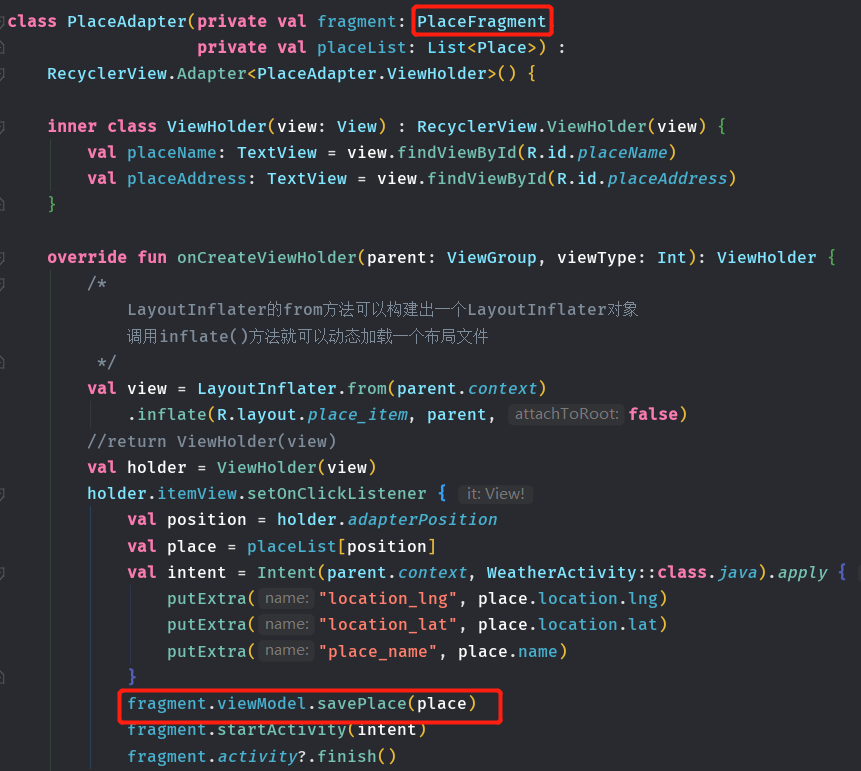 class PlaceAdapter(private val fragment: PlaceFragment
private val placeList: List<Place>) :
RecyclerView.Adapter<PlaceAdapter.ViewHolder>() {
inner class ViewHolder(view: View) : RecyclerView.ViewHolder(view) {
val placeName: TextView = view.findViewById(R.id.placeName)
val placeAddress: TextView = view.findViewById(R.id.placeAddress)
}
override fun onCreateViewHolder(parent: ViewGroup, viewType: Int): ViewHolder {
/*
LayoutInflater的from方法可以构建出一个LayoutInflater对象
调用inflate()方法就可以动态加载一个布局文件
*/
val view = LayoutInflater.from(parent.context)
.inflate(R.layout.place_item, parent, attachToRoot: false)
//return ViewHolder(view)
val holder = ViewHolder(view)
holder.itemView.setOnClickListener { it: View!
val position = holder.adapterPosition
val place = placeList[position]
val intent = Intent(parent.context, WeatherActivity::class.java).apply {
putExtra( name: "location_lng", place.location.lng)
putExtra( name: "location_lat", place.location.lat)
putExtra( name: "place_name", place.name)
}
fragment.viewModel.savePlace(place)
fragment.startActivity(intent)
fragment.activity?.finish()